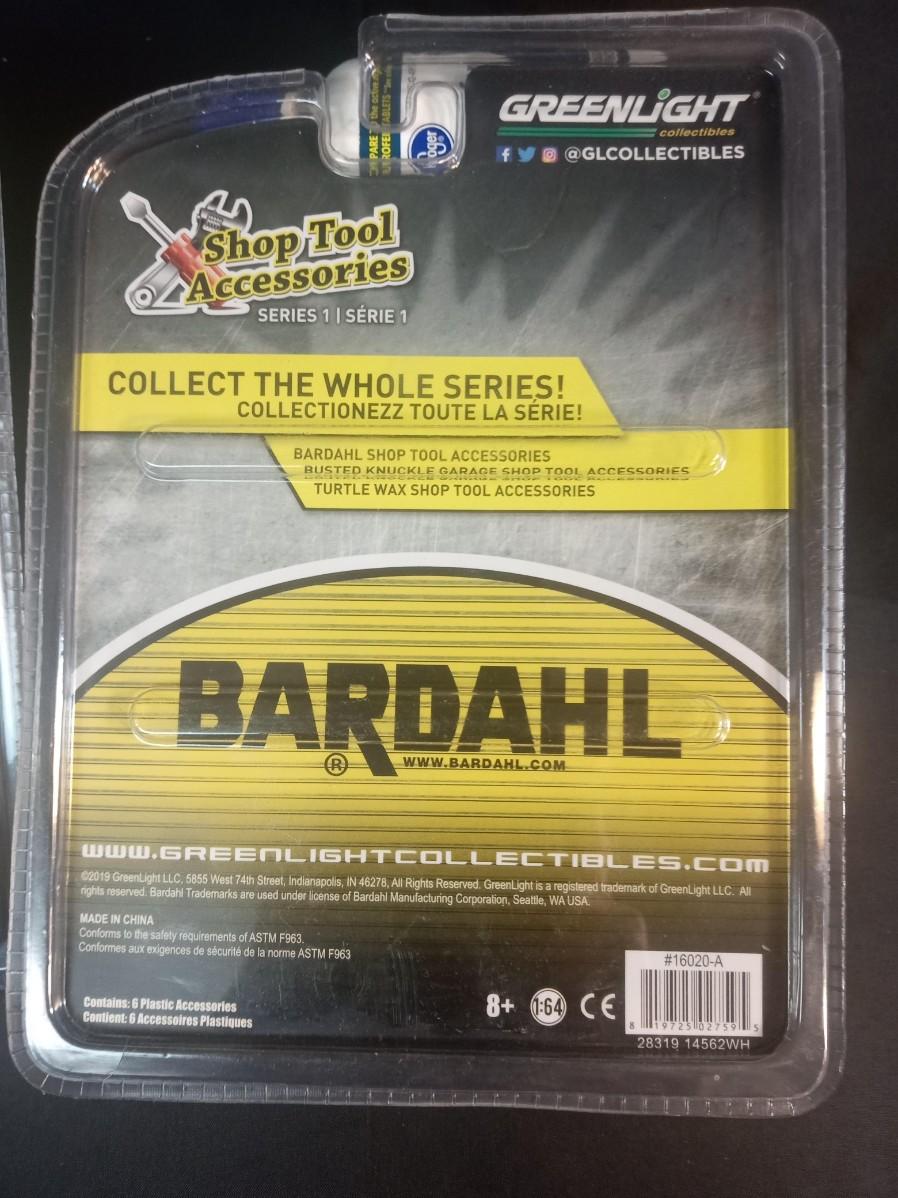 GREENLiGHT®
collectibles
@GLCOLLECTIBLES
Shop Tool
Accessories
SERIES 1 | SÉRIE 1
COLLECT THE WHOLE SERIES!
COLLECTIONEZZ TOUTE LA SÉRIE!
BARDAHL SHOP TOOL ACCESSORIES
BUSTED KNUCKLE GARAGE SHOP TOOL ACCESSORIES
TURTLE WAX SHOP TOOL ACCESSORIES
BARDAHL
® WWW.BARDAHL.COM
WWW.GREENLIGHTCOLLECTIBLES.COM
©2019 GreenLight LLC, 5855 West 74th Street, Indianapolis, IN 46278, All Rights Reserved. GreenLight is a registered trademark of GreenLight LLC. All
rights reserved. Bardahl Trademarks are used under license of Bardahl Manufacturing Corporation, Seattle, WA USA.
MADE IN CHINA
Conforms to the safety requirements of ASTM F963.
Conformes aux exigences de sécurité de la norme ASTM F963
Contains: 6 Plastic Accessories
Contient: 6 Accessoires Plastiques
8+ 1:64 CE
#16020-A
8 19725 02759 5
28319 14562WH